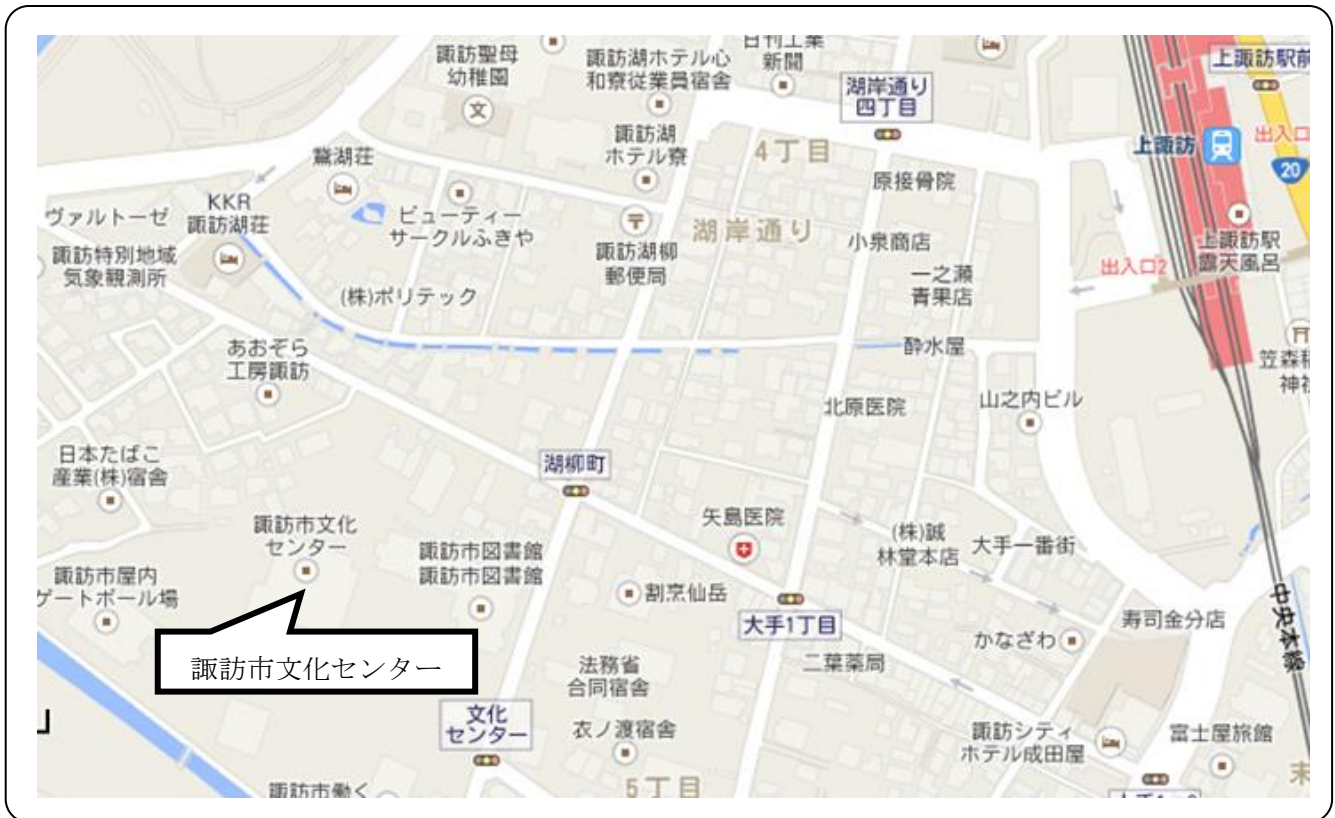 諏訪聖母
幼稚園
諏訪湖ホテル心
和寮従業員宿舎
日刊工業
新聞
湖岸通り
四丁目
上諏訪駅前
諏訪湖
ホテル寮
4丁目
上諏訪
出入口
20
鷲湖荘
原接骨院
KKR
諏訪湖荘
ヴァルトーゼ
ビューティー
サークルふきや
諏訪湖柳
郵便局
湖岸通り
小泉商店
上諏訪駅
露天風呂
諏訪特別地域
気象観測所
出入口2
一之瀬
青果店
(株)ポリテック
あおぞら
工房諏訪
酔水屋
笠森稲
神社
北原医院
山之内ビル
日本たばこ
産業(株)宿舎
湖柳町
諏訪市文化
センター
矢島医院
(株)誠
林堂本店
大手一番街
諏訪市図書館
諏訪市図書館
諏訪市屋内
ゲートボール場
割烹仙岳
大手1丁目
寿司金分店
中央本線
かなざわ
諏訪市文化センター
法務省
合同宿舎
二葉薬局
文化
センター
衣ノ渡宿舎
諏訪シティ
ホテル成田屋
富士屋旅館
諏訪市働く
5丁目
末